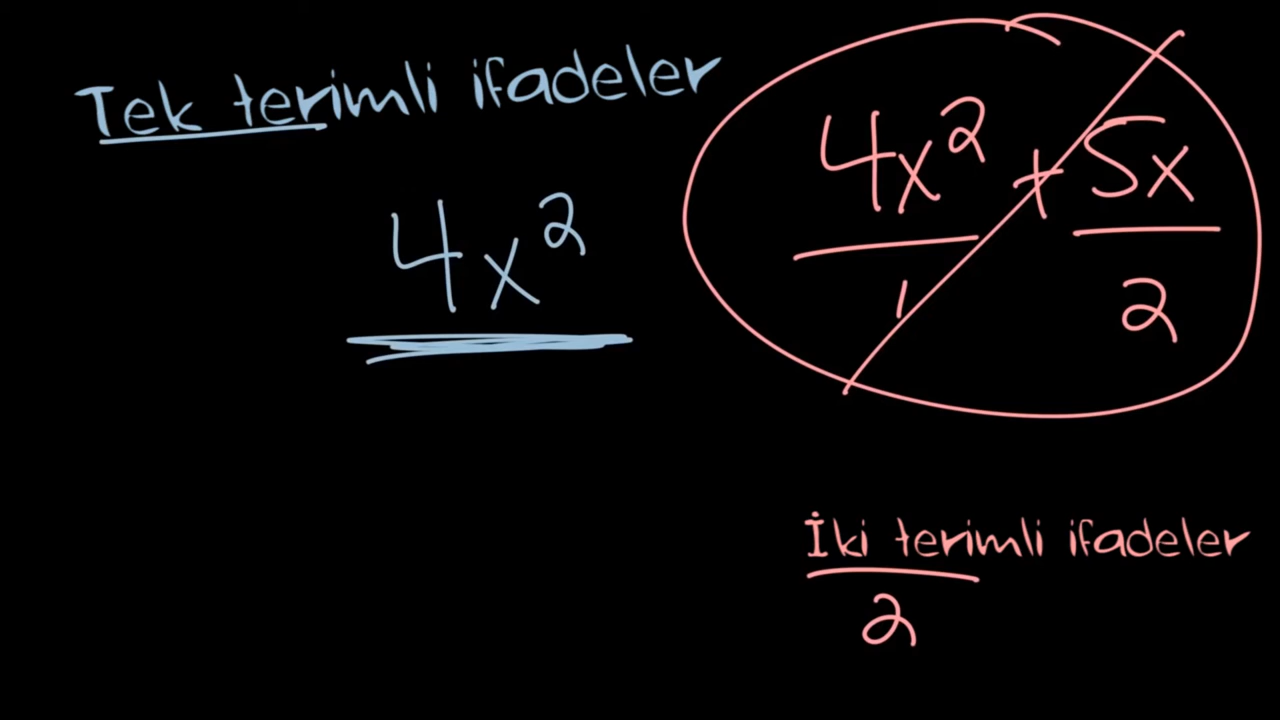 Tek terimli ifadeler
4x²
4x² + 5x
1 2
İki terimli ifadeler
2